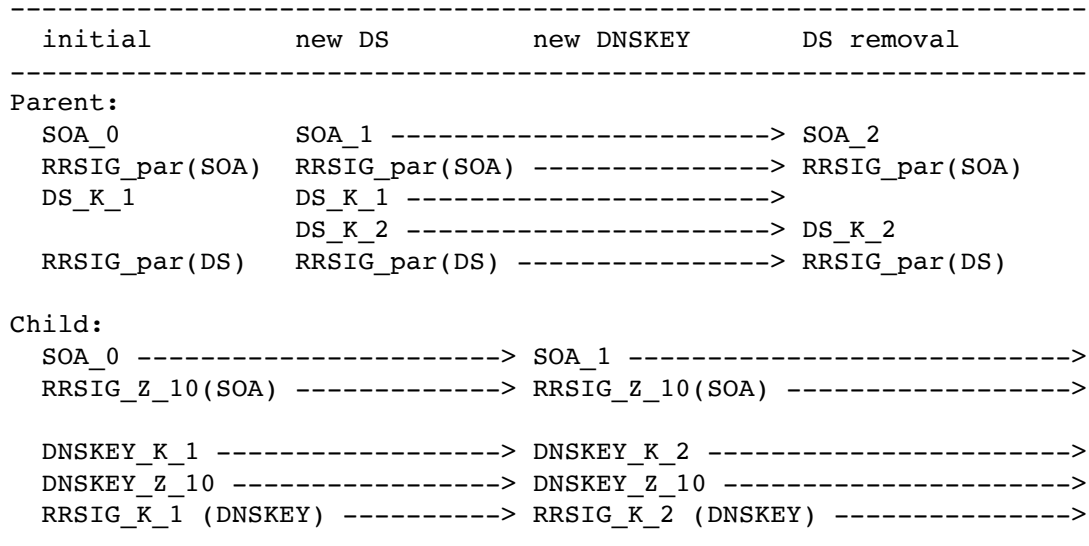 ---------------------------------------------------------------------
  initial         new DS         new DNSKEY      DS removal
---------------------------------------------------------------------
Parent:
  SOA_0           SOA_1 ------------------------> SOA_2
  RRSIG_par(SOA)  RRSIG_par(SOA) ---------------> RRSIG_par(SOA)
  DS_K_1          DS_K_1 ----------------------->
                  DS_K_2 -----------------------> DS_K_2
  RRSIG_par(DS)   RRSIG_par(DS) ----------------> RRSIG_par(DS)

Child:
  SOA_0 -----------------------> SOA_1 ---------------------------->
  RRSIG_Z_10(SOA) -------------> RRSIG_Z_10(SOA) ------------------>

  DNSKEY_K_1 ------------------> DNSKEY_K_2 ----------------------->
  DNSKEY_Z_10 -----------------> DNSKEY_Z_10 ---------------------->
  RRSIG_K_1 (DNSKEY) ----------> RRSIG_K_2 (DNSKEY) --------------->